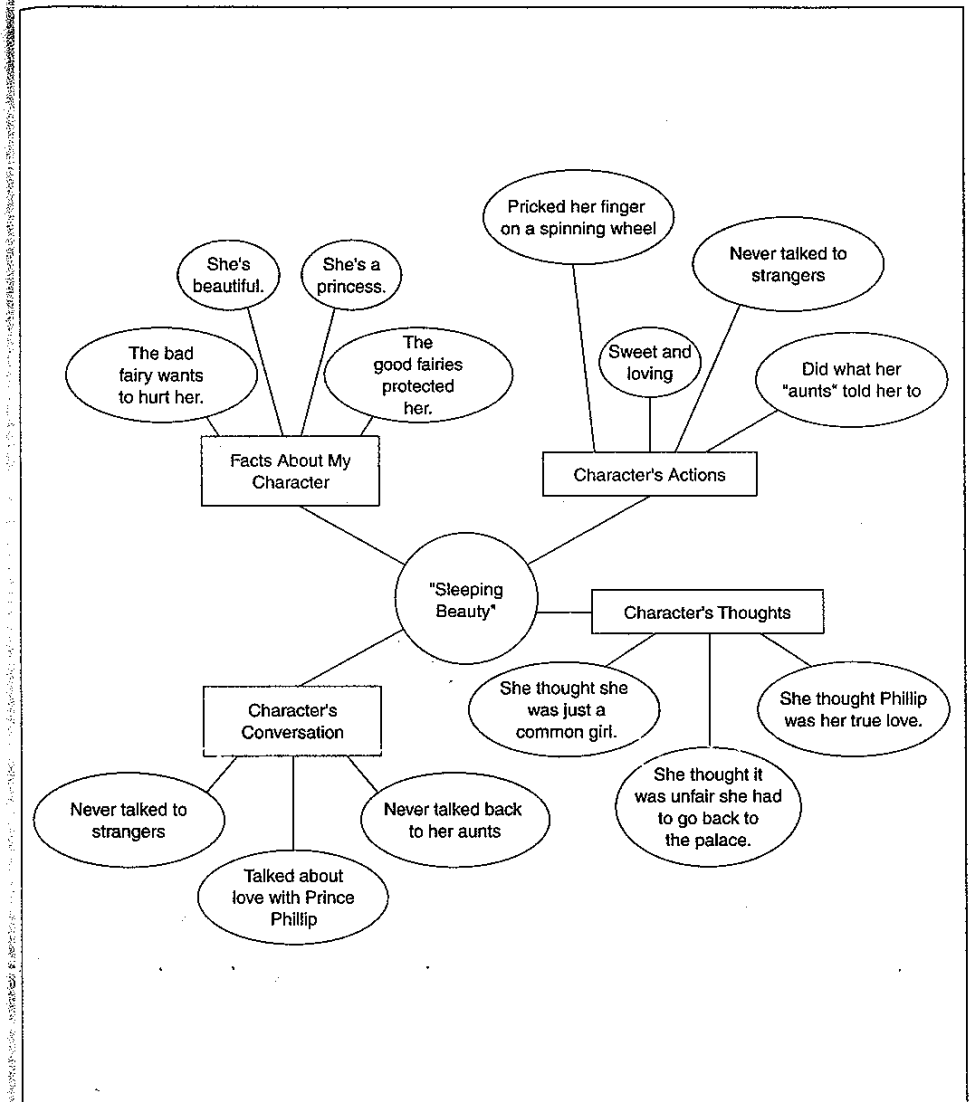 Pricked her finger
on a spinning wheel
Never talked to
strangers
She's
beautiful.
She's a
princess.
The bad
fairy wants
to hurt her.
The
good fairies
protected
her.
Sweet and
loving
Did what her
"aunts" told her to
Facts About My
Character
Character's Actions
"Sleeping
Beauty"
Character's Thoughts
She thought she
was just a
common girl.
She thought Phillip
was her true love.
She thought it
was unfair she had
to go back to
the palace.
Character's
Conversation
Never talked to
strangers
Never talked back
to her aunts
Talked about
love with Prince
Phillip